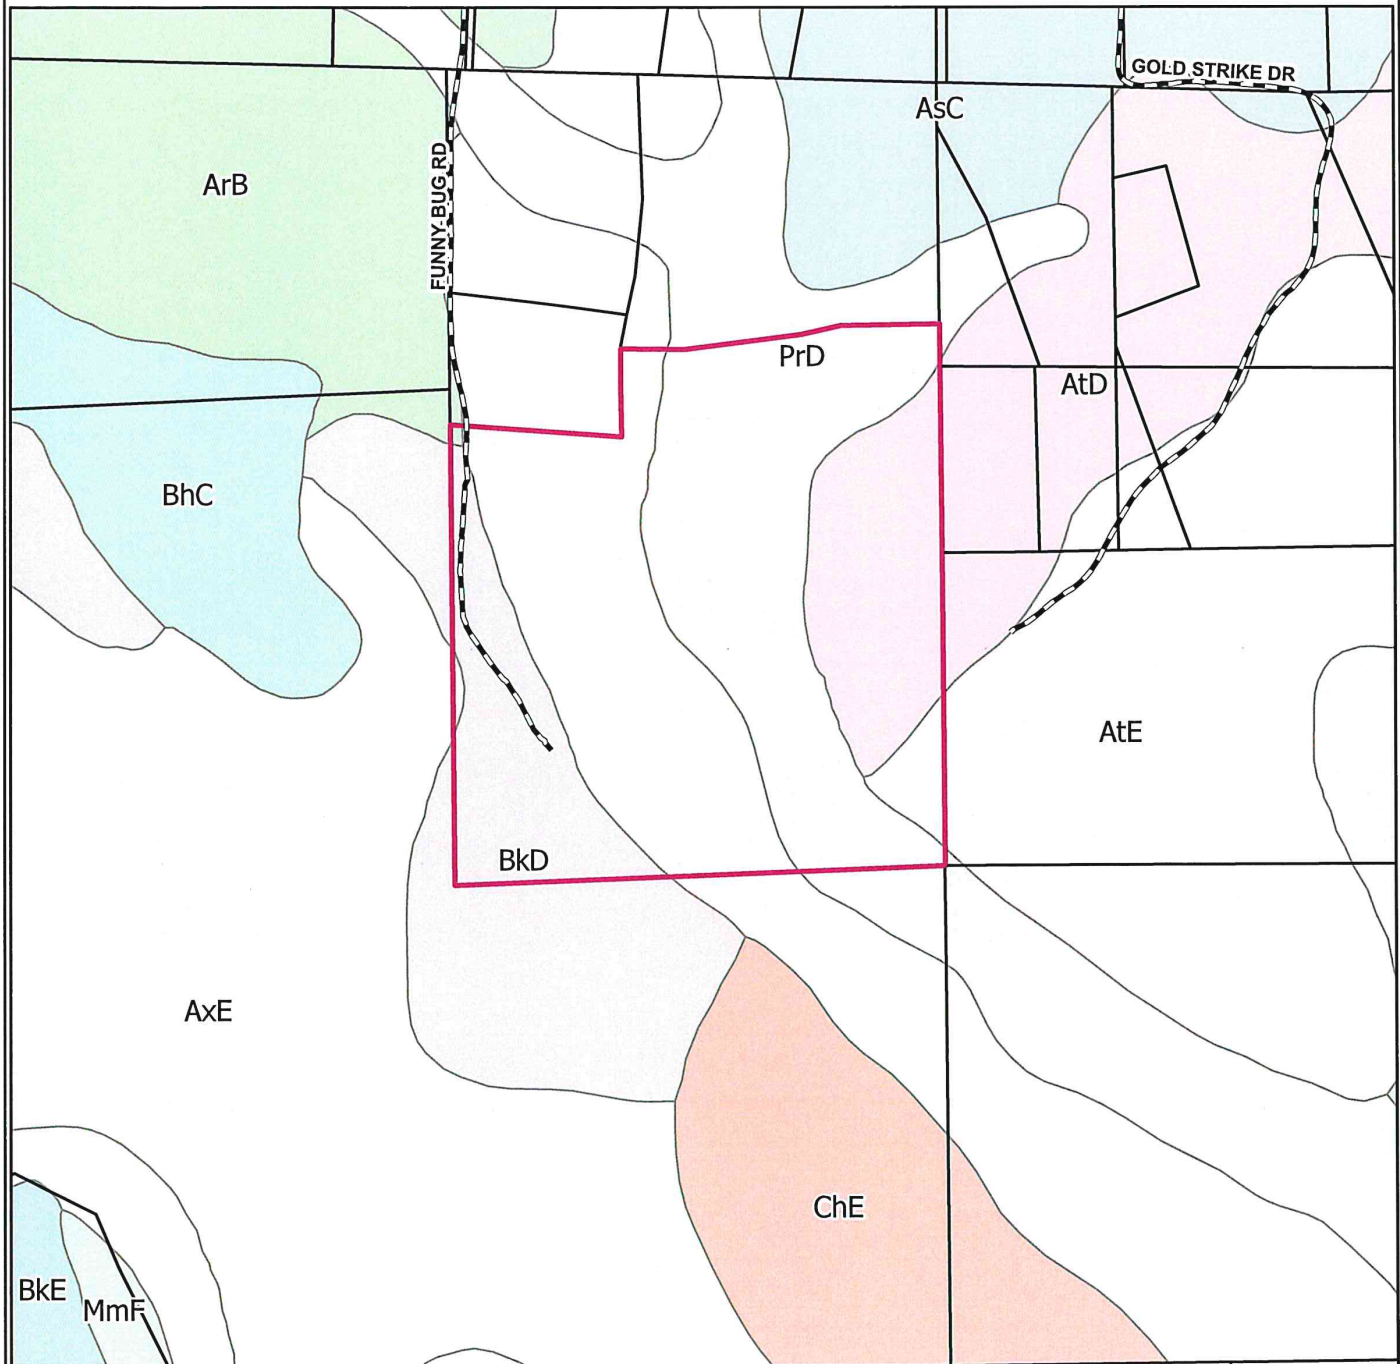 GOLD STRIKE DR
AsC
ArB
FUNNY BUG RD
PrD
AtD
BhC
AtE
BkD
AxE
ChE
BkE
MmF